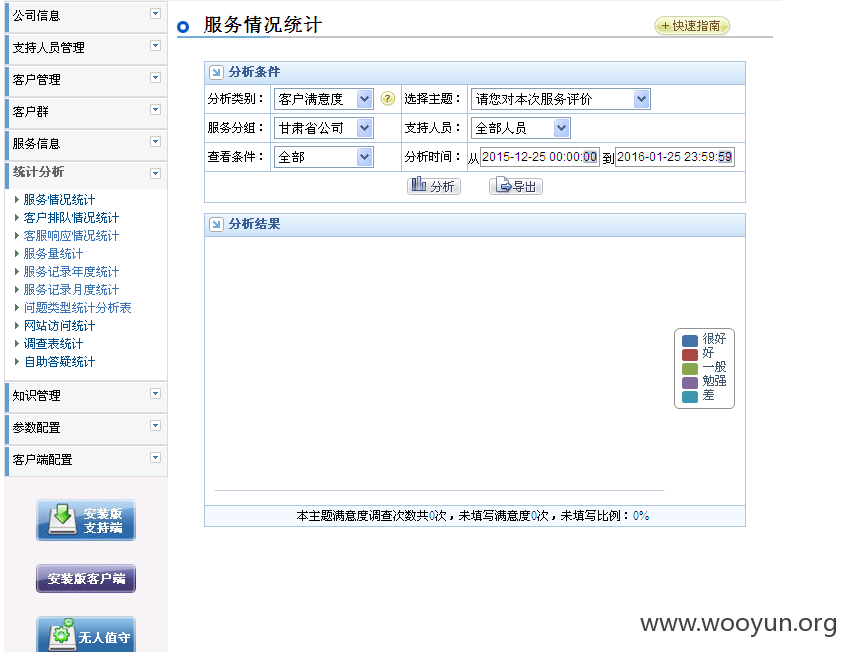 公司信息
支持人员管理
客户管理
客户群
服务信息
统计分析
服务情况统计
客户排队情况统计
客服响应情况统计
服务量统计
服务记录年度统计
服务记录月度统计
问题类型统计分析表
网站访问统计
调查表统计
自助答疑统计
知识管理
参数配置
客户端配置
安装版
支持端
安装版客户端
无人值守
服务情况统计
+ 快速指南
分析条件
分析类别： 客户满意度 ? 选择主题： 请您对本次服务评价
服务分组： 甘肃省公司 支持人员： 全部人员
查看条件： 全部 分析时间： 从 2015-12-25 00:00:00 到 2016-01-25 23:59:59
分析 导出
分析结果
很好
好
一般
勉强
差
本主题满意度调查次数共0次，未填写满意度0次，未填写比例：0%
www.wooyun.org